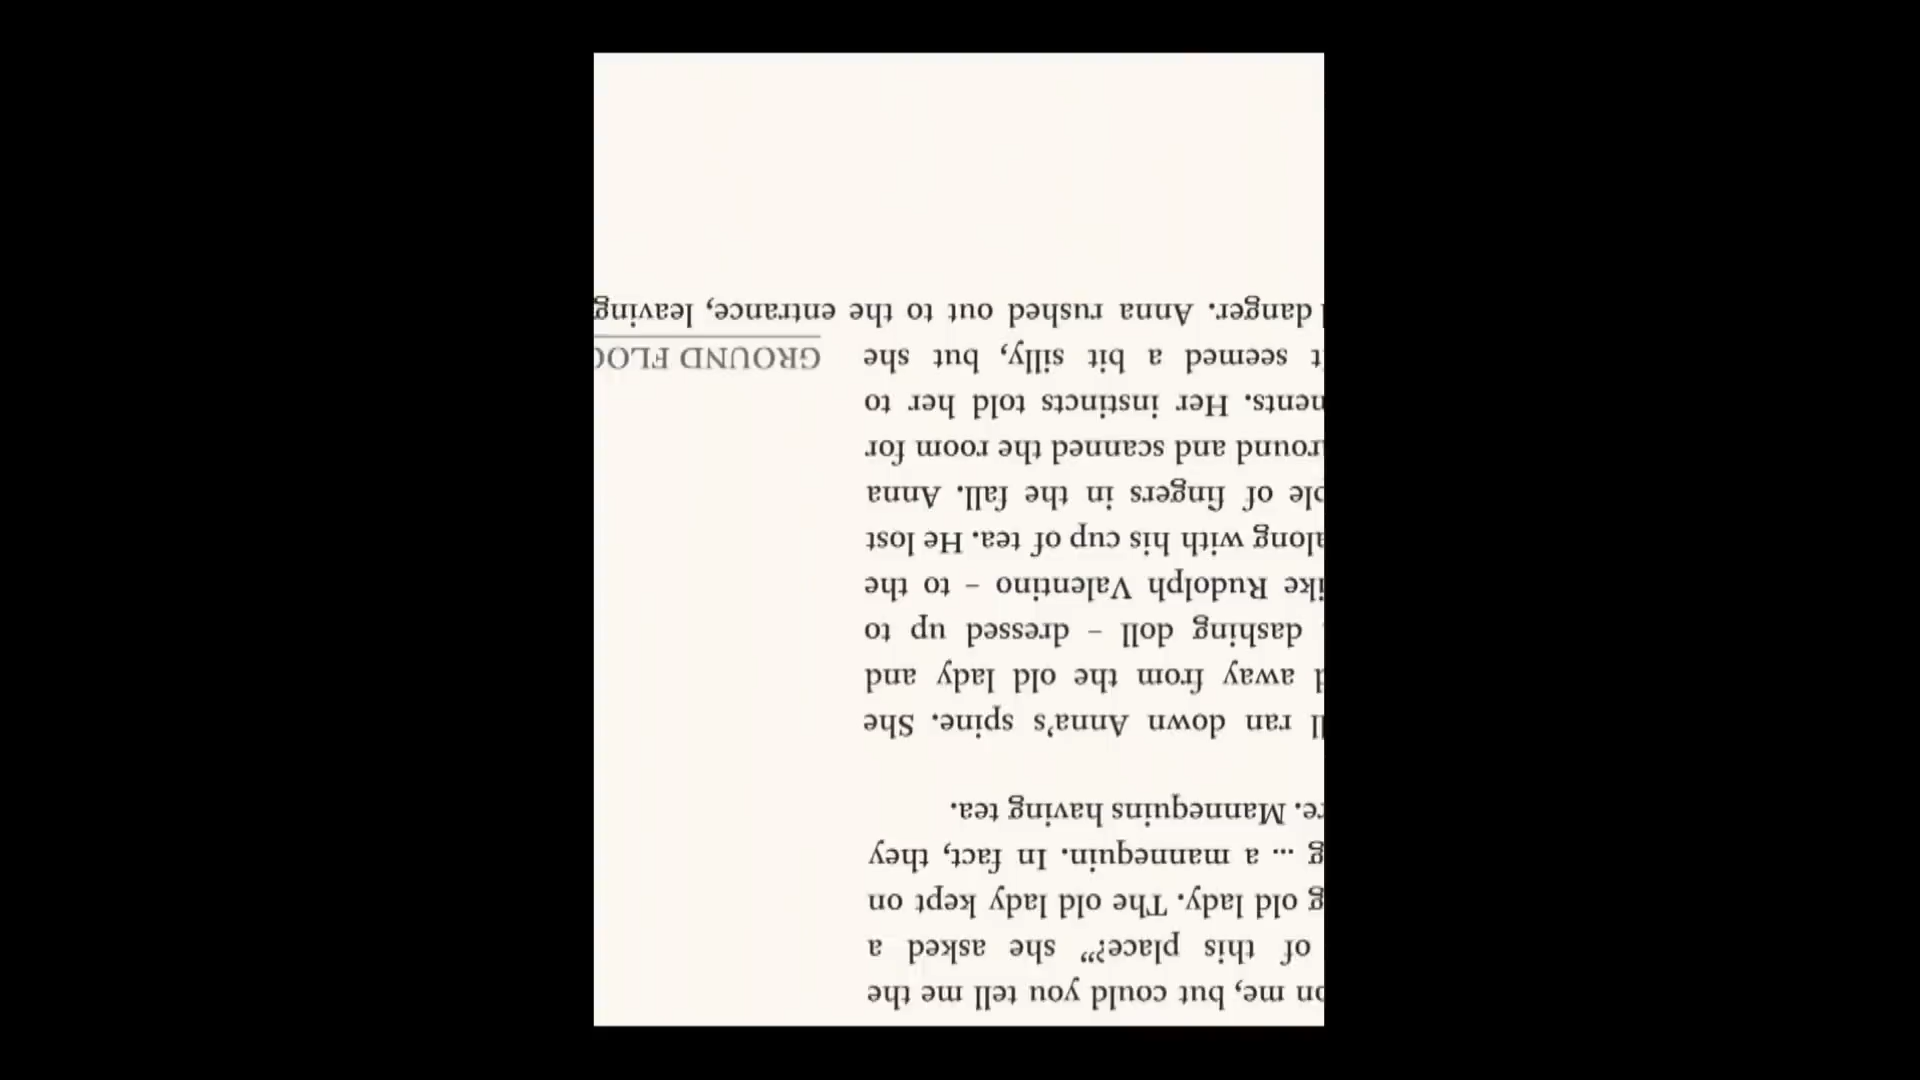 on me, but could you tell me the
of this place?” she asked a
g old lady. The old lady kept on
g ... a mannequin. In fact, they
re. Mannequins having tea.
ll ran down Anna’s spine. She
d away from the old lady and
dashing doll – dressed up to
ike Rudolph Valentino – to the
along with his cup of tea. He lost
ple of fingers in the fall. Anna
round and scanned the room for
nents. Her instincts told her to
t seemed a bit silly, but she
GROUND FLOO
danger. Anna rushed out to the entrance, leaving